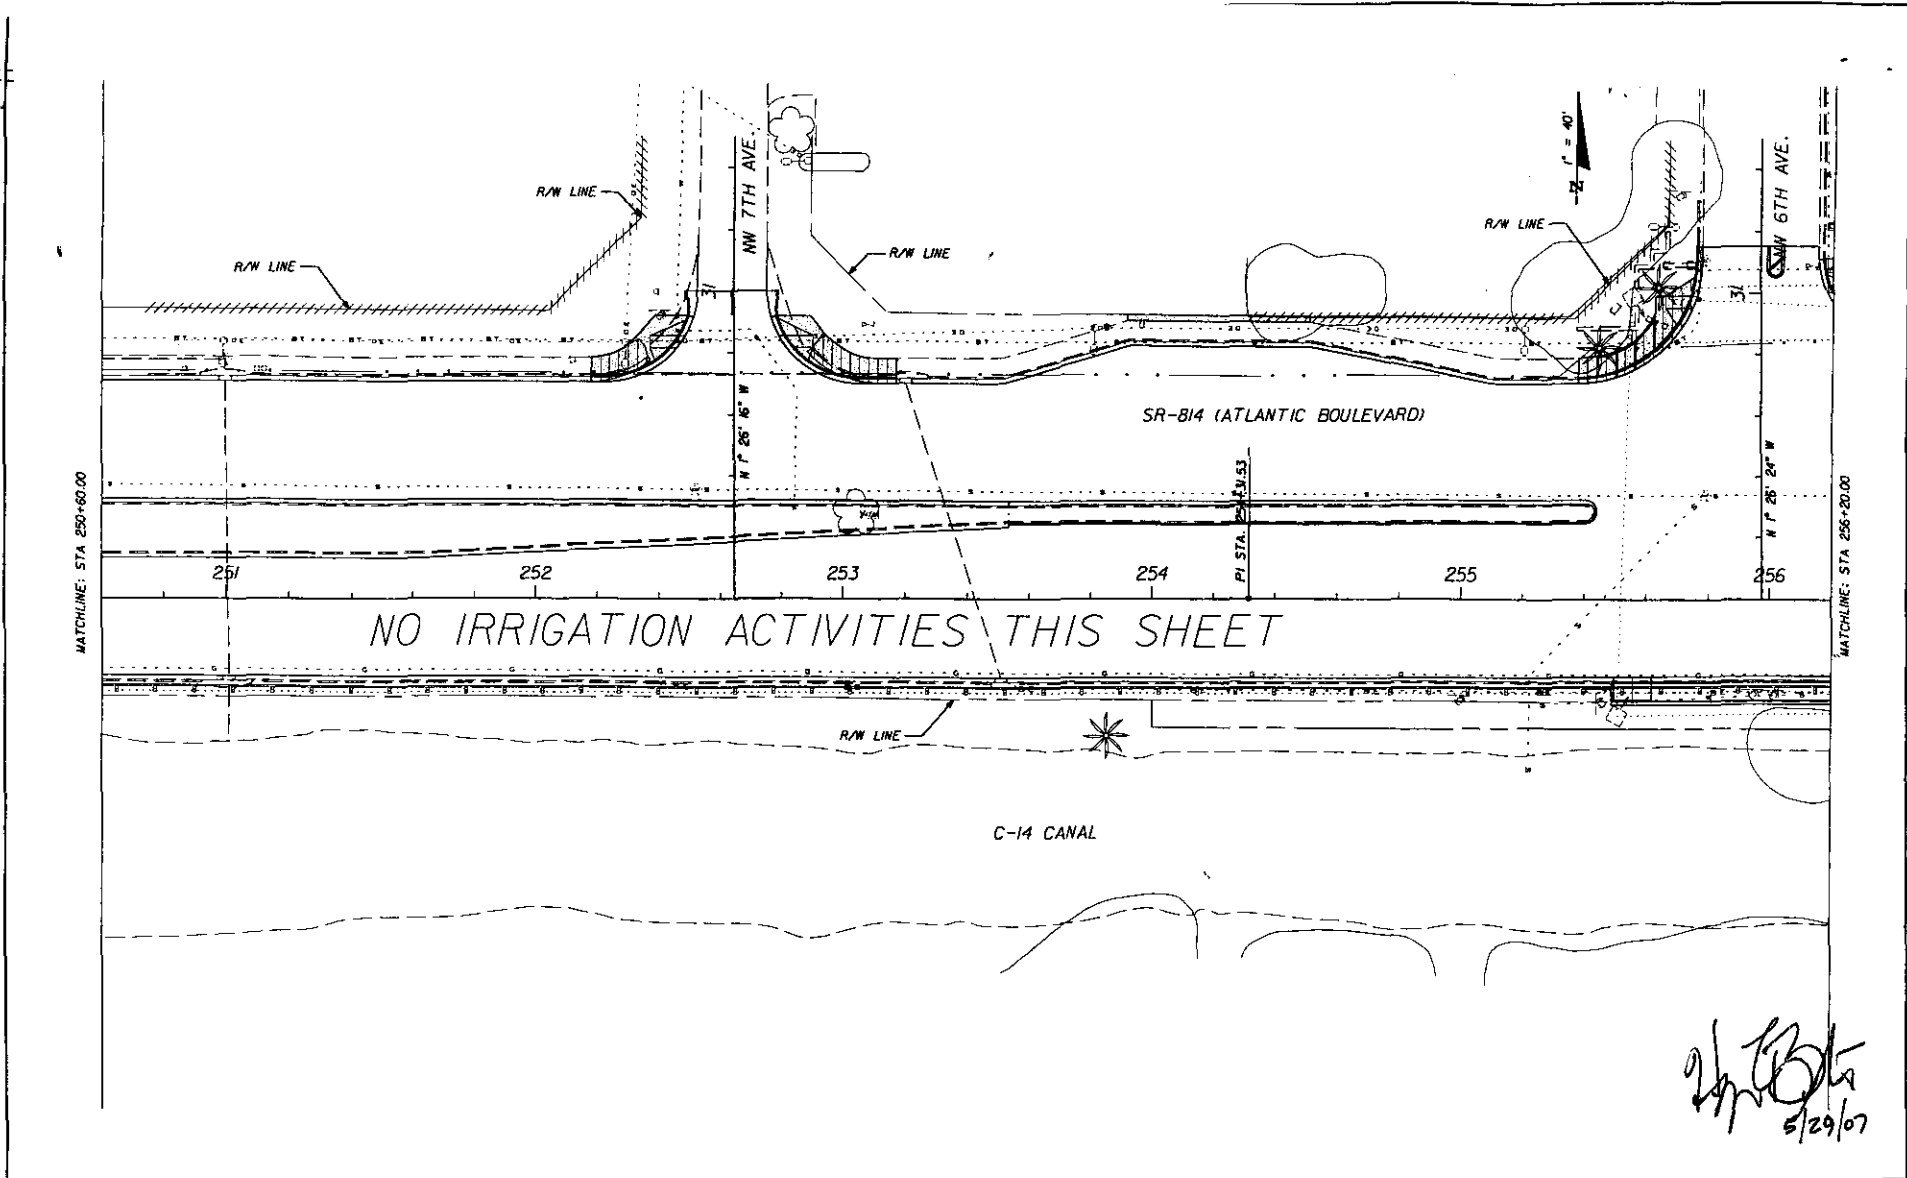 1" = 40'
NW 7TH AVE.
NW 6TH AVE.
R/W LINE
R/W LINE
R/W LINE
R/W LINE
31
31
SR-814 (ATLANTIC BOULEVARD)
N 1° 26' 16" W
N 1° 26' 24" W
MATCHLINE: STA 250+60.00
MATCHLINE: STA 256+20.00
PI STA.
251
252
253
254
255
256
NO IRRIGATION ACTIVITIES THIS SHEET
R/W LINE
C-14 CANAL
5/29/07